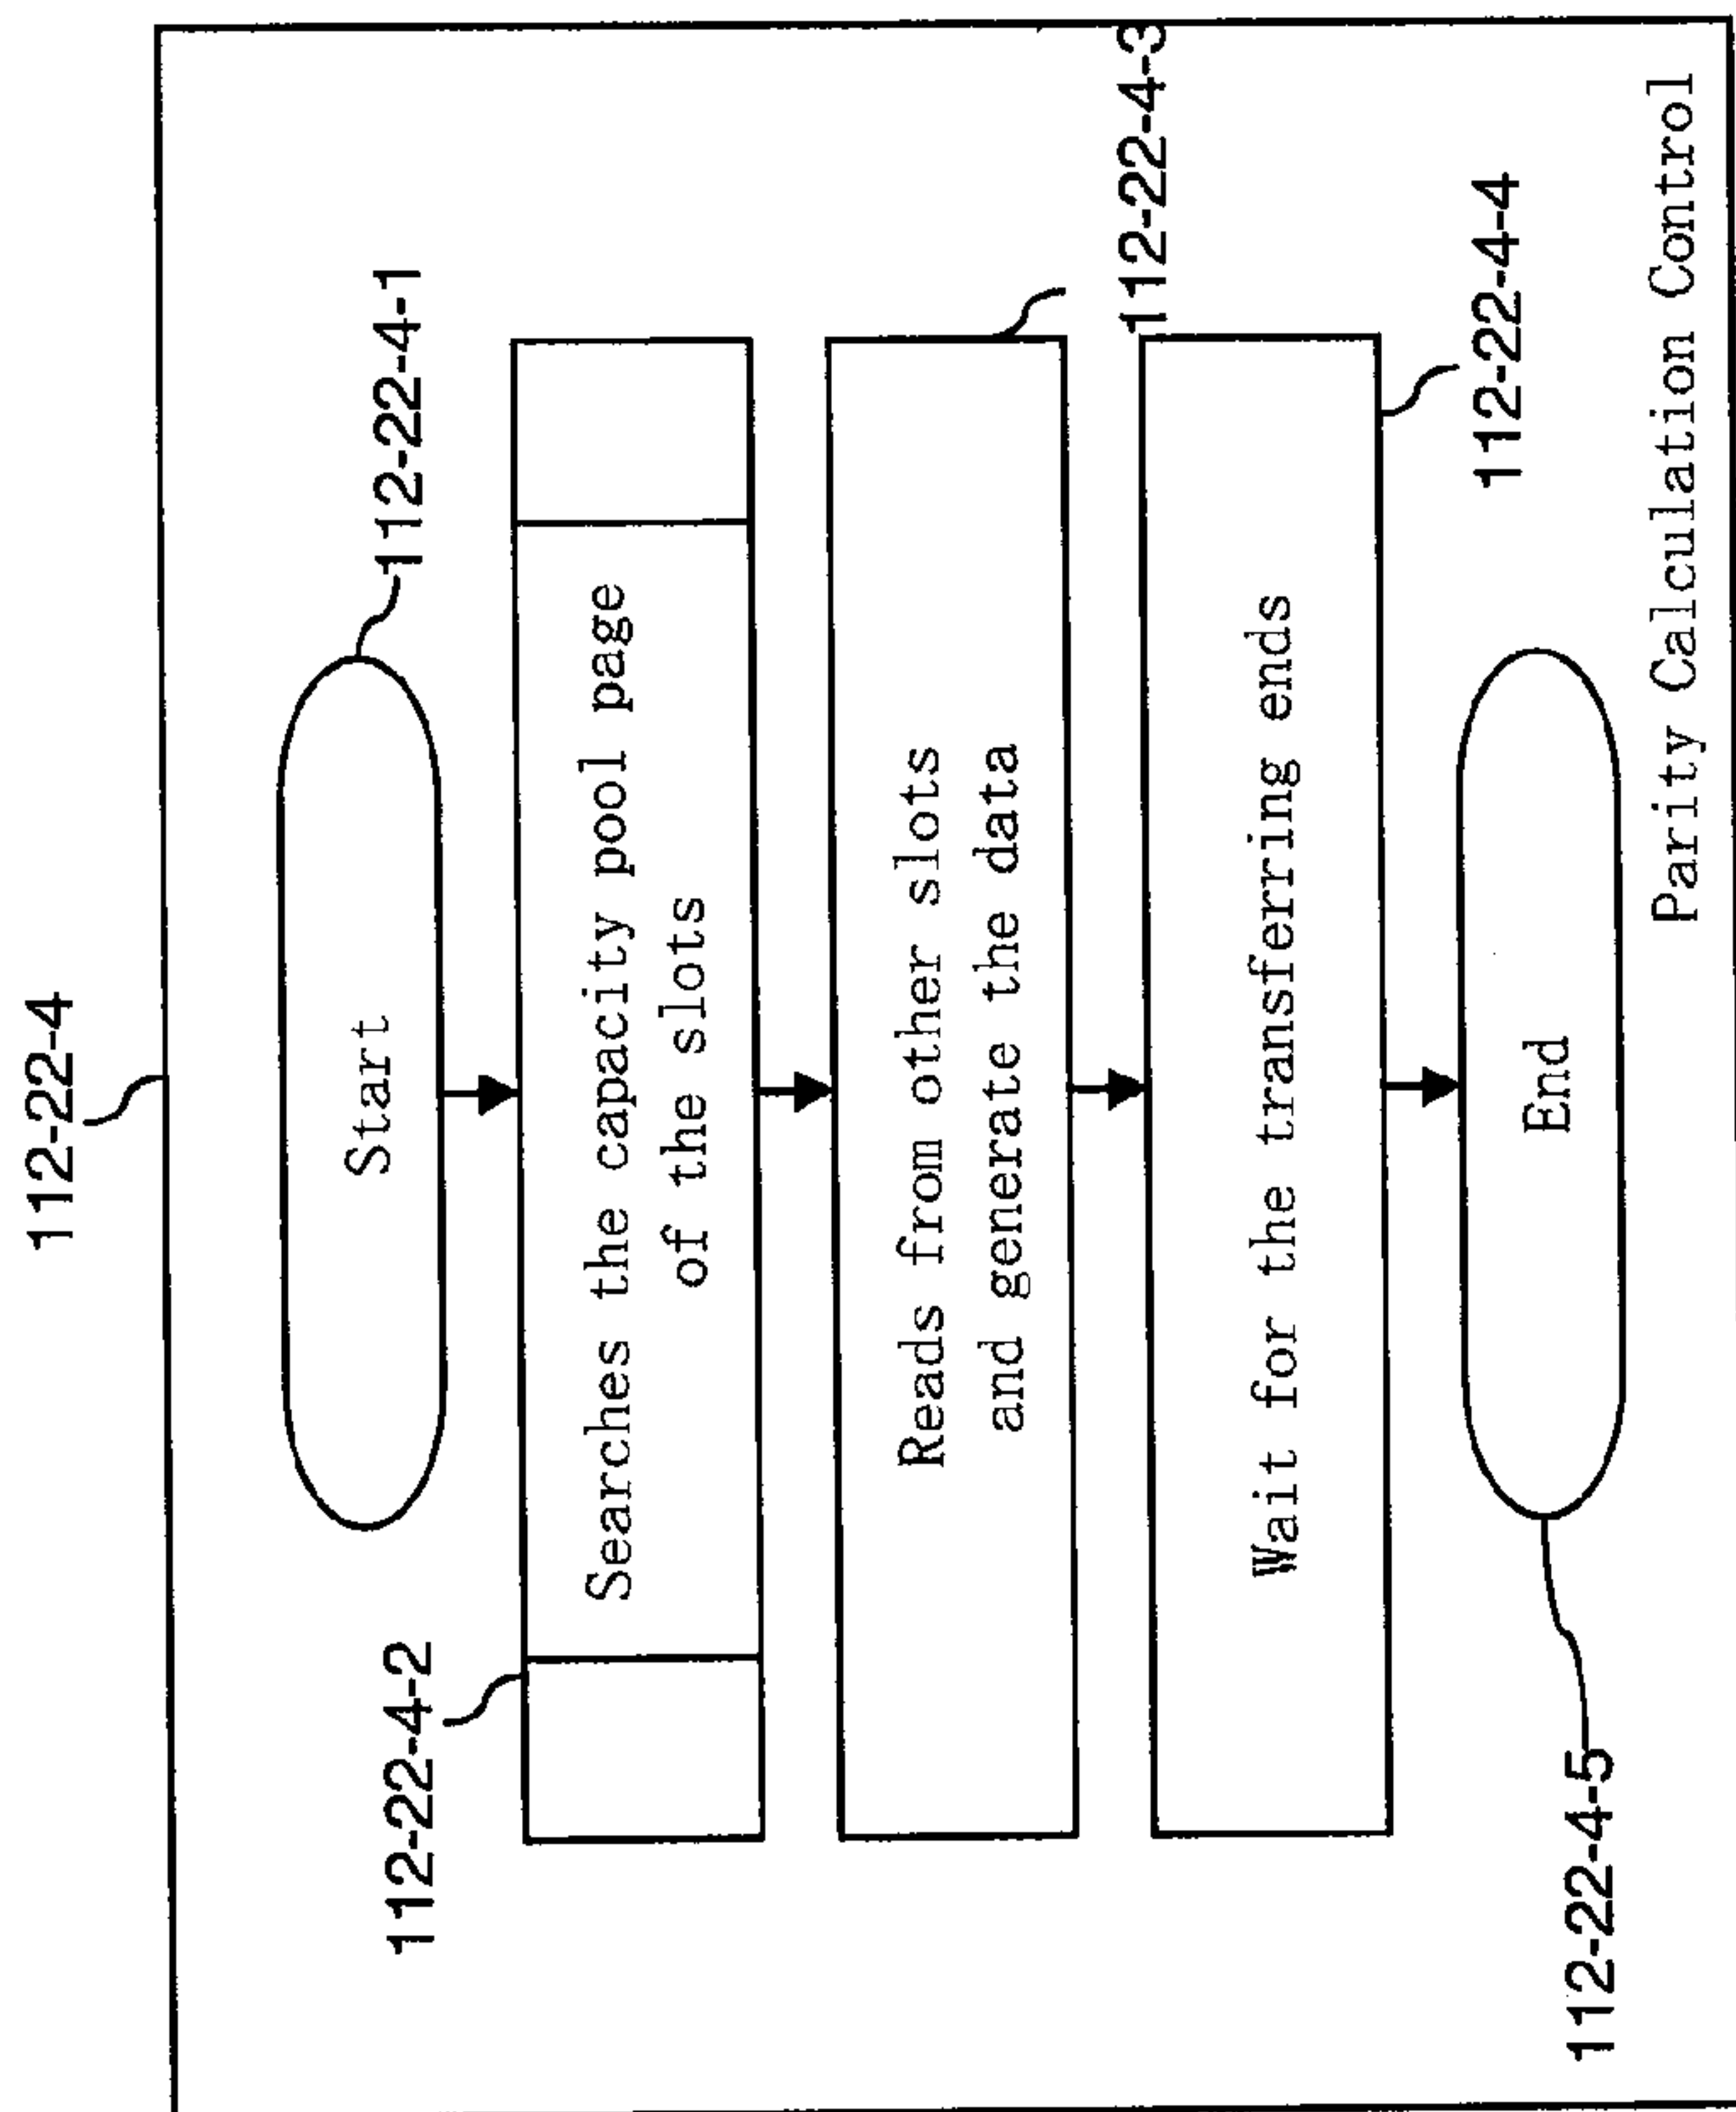 112-22-4
112-22-4-1
Start
112-22-4-2
Searches the capacity pool page
of the slots
Reads from other slots
and generate the data
112-22-4-3
Wait for the transferring ends
112-22-4-4
End
112-22-4-5
Parity Calculation Control